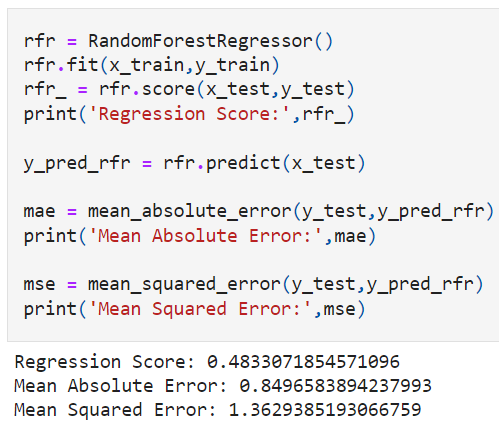 rfr = RandomForestRegressor()
rfr.fit(x_train,y_train)
rfr_ = rfr.score(x_test,y_test)
print('Regression Score:',rfr_)
y_pred_rfr = rfr.predict(x_test)
mae = mean_absolute_error(y_test,y_pred_rfr)
print('Mean Absolute Error:',mae)
mse = mean_squared_error(y_test,y_pred_rfr)
print('Mean Squared Error:',mse)
Regression Score: 0.4833071854571096
Mean Absolute Error: 0.8496583894237993
Mean Squared Error: 1.3629385193066759